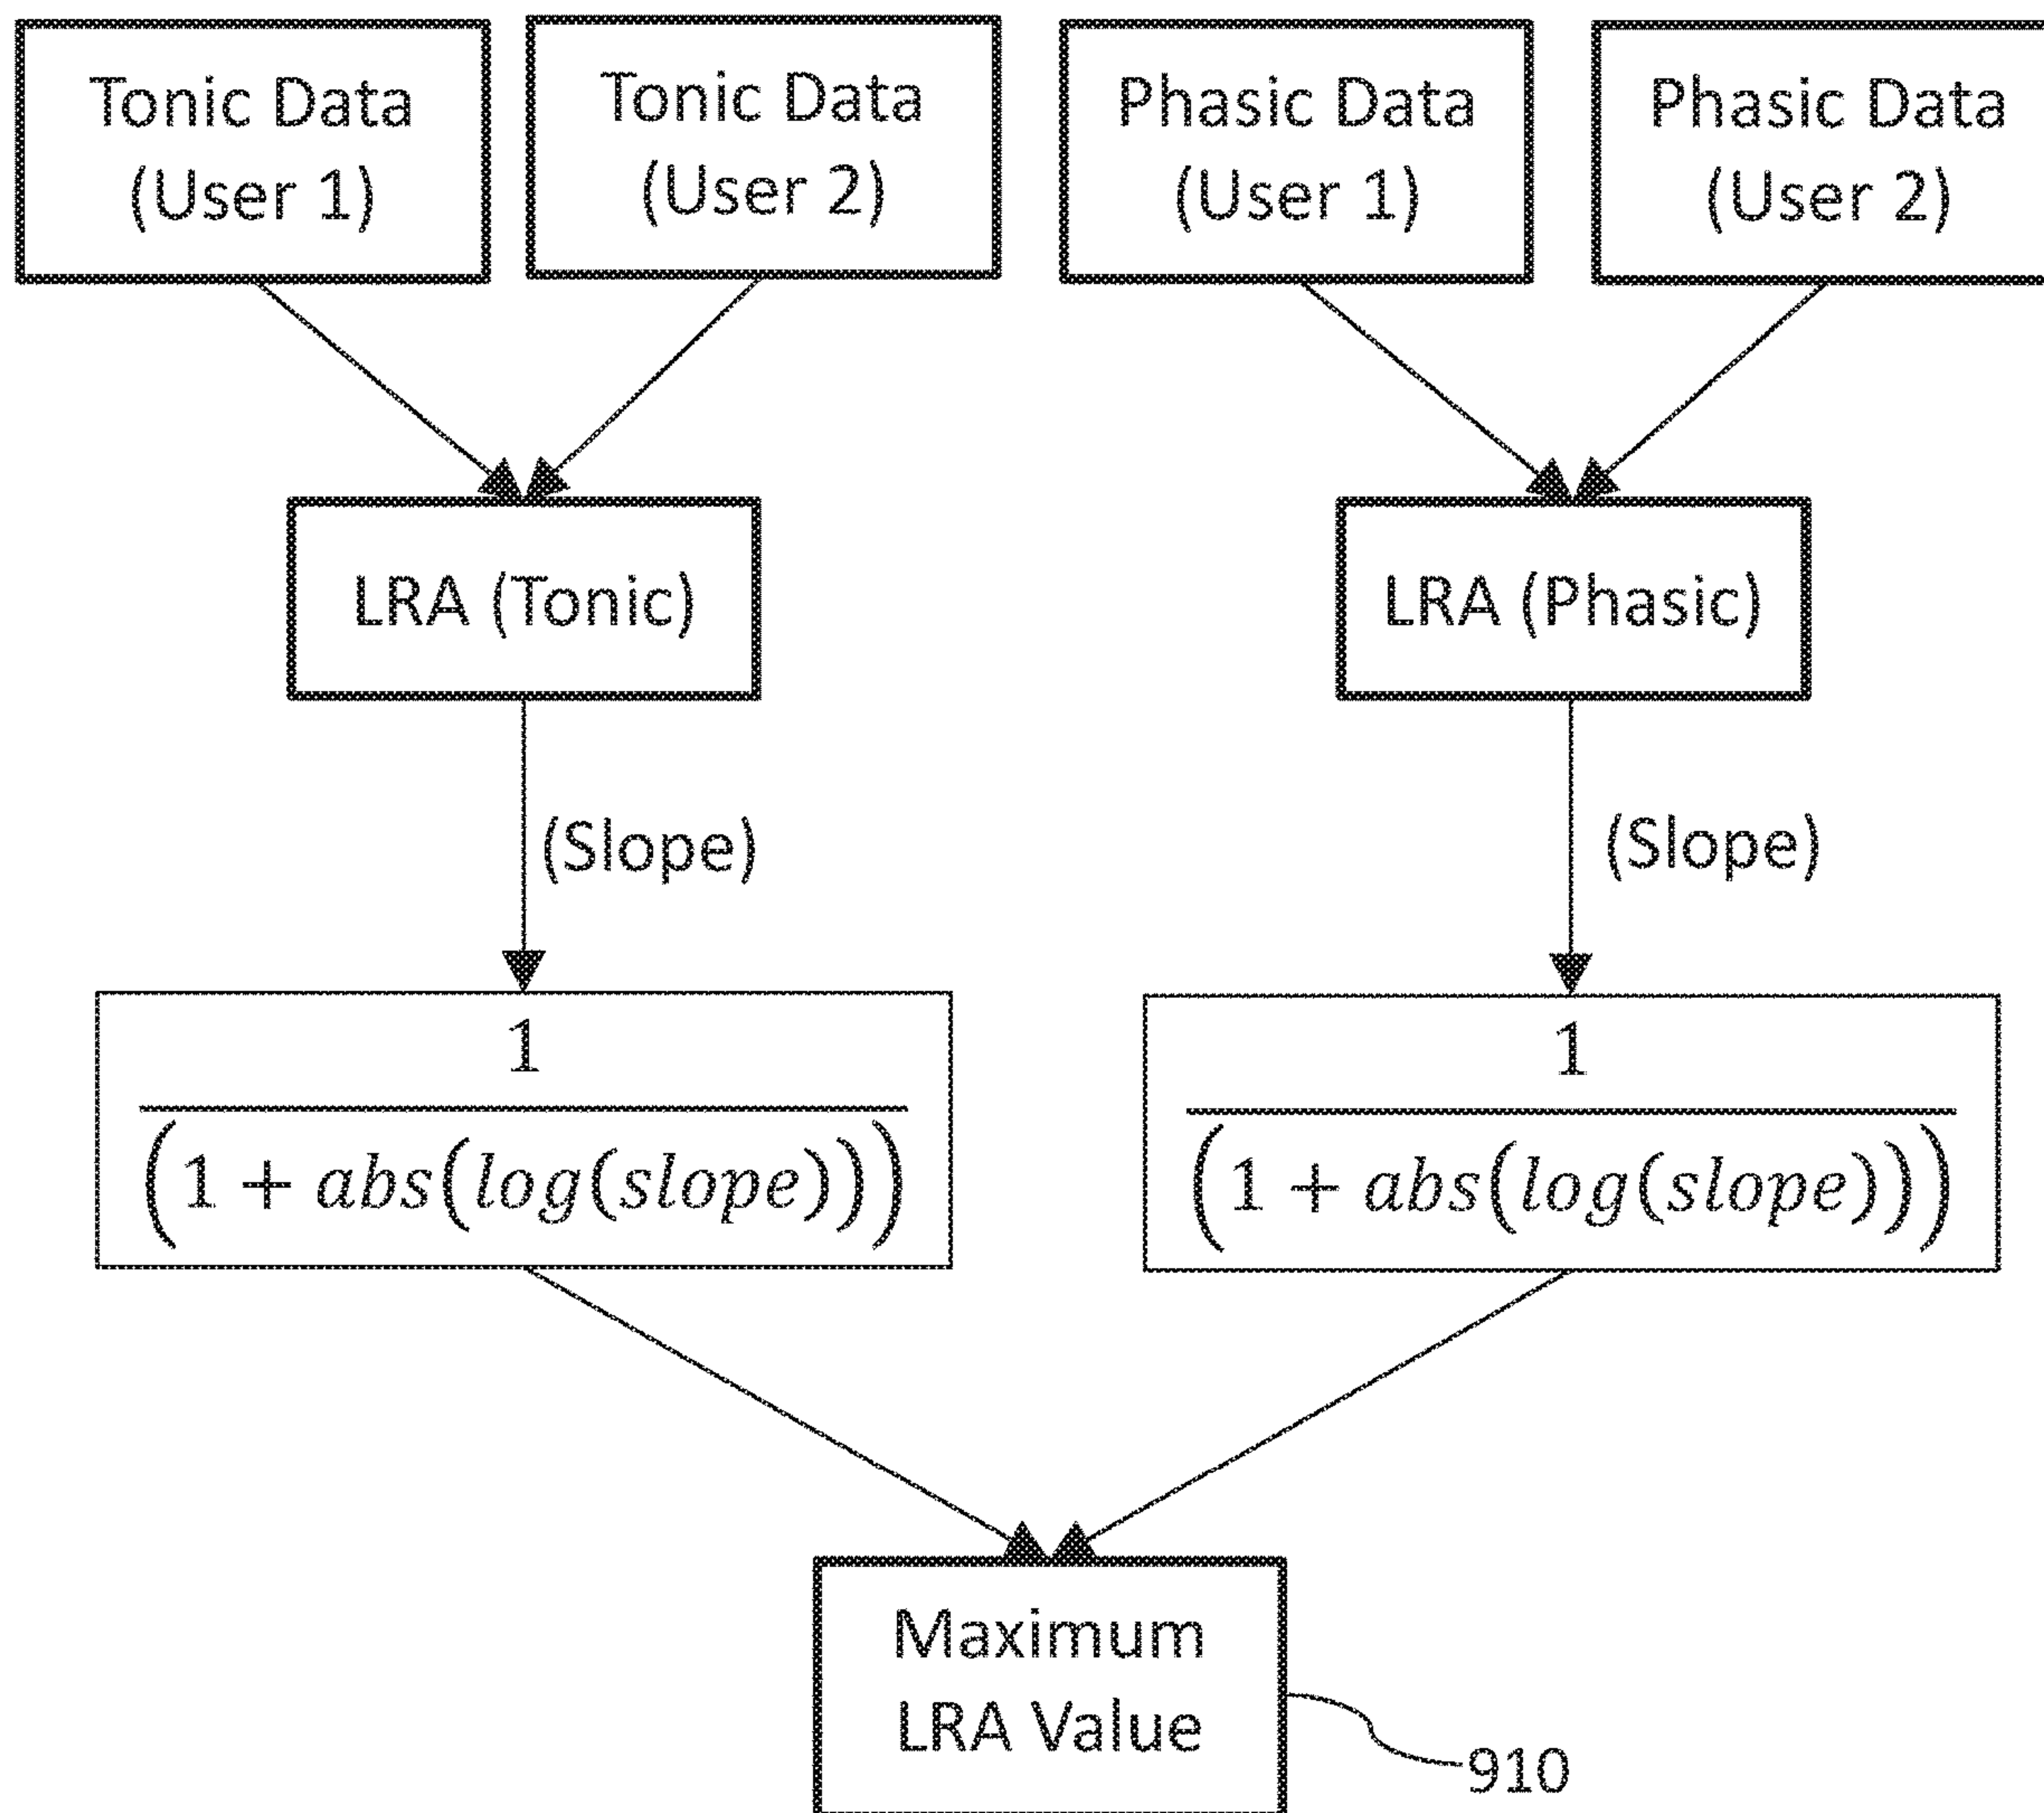 Tonic Data
(User 1)
Tonic Data
(User 2)
Phasic Data
(User 1)
Phasic Data
(User 2)
LRA (Tonic)
LRA (Phasic)
(Slope)
(Slope)
1
(1 + abs(log(slope)))
1
(1 + abs(log(slope)))
Maximum
LRA Value
910